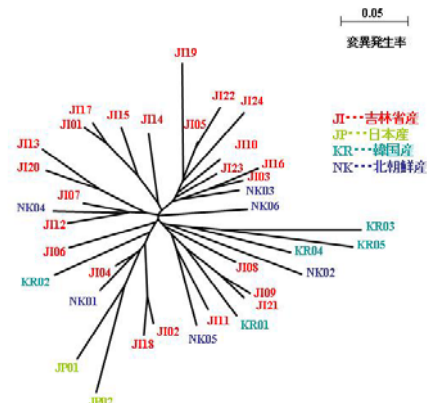 0.05
変異発生率
JI19
JI22
JI24
JI17
JI15
JI14
JI05
JI01
JI13
JI10
JI16
JI20
JI23
JI03
NK03
JI07
NK04
NK06
JI12
KR03
JI06
KR05
KR04
JI04
JI08
KR02
NK02
NK01
JI09
JI21
JI11
KR01
JI02
NK05
JI18
JP01
JP02
JI・・・吉林省産
JP・・・日本産
KR・・・韓国産
NK・・・北朝鮮産